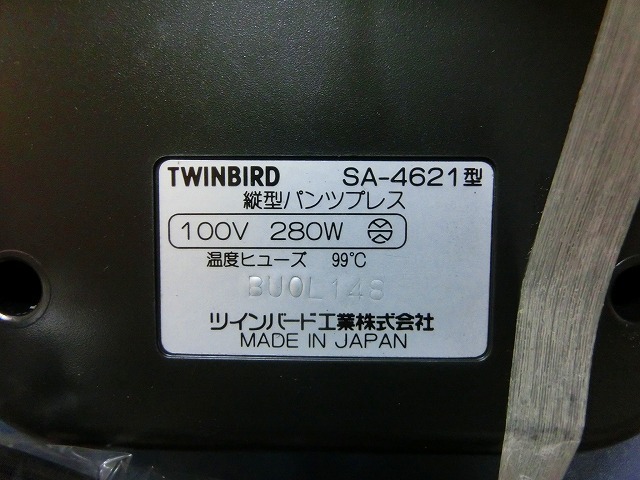 TWINBIRD SA-4621型
縦型パンツプレス
100V 280W
温度ヒューズ 99℃
BU0L148
ツインバード工業株式会社
MADE IN JAPAN